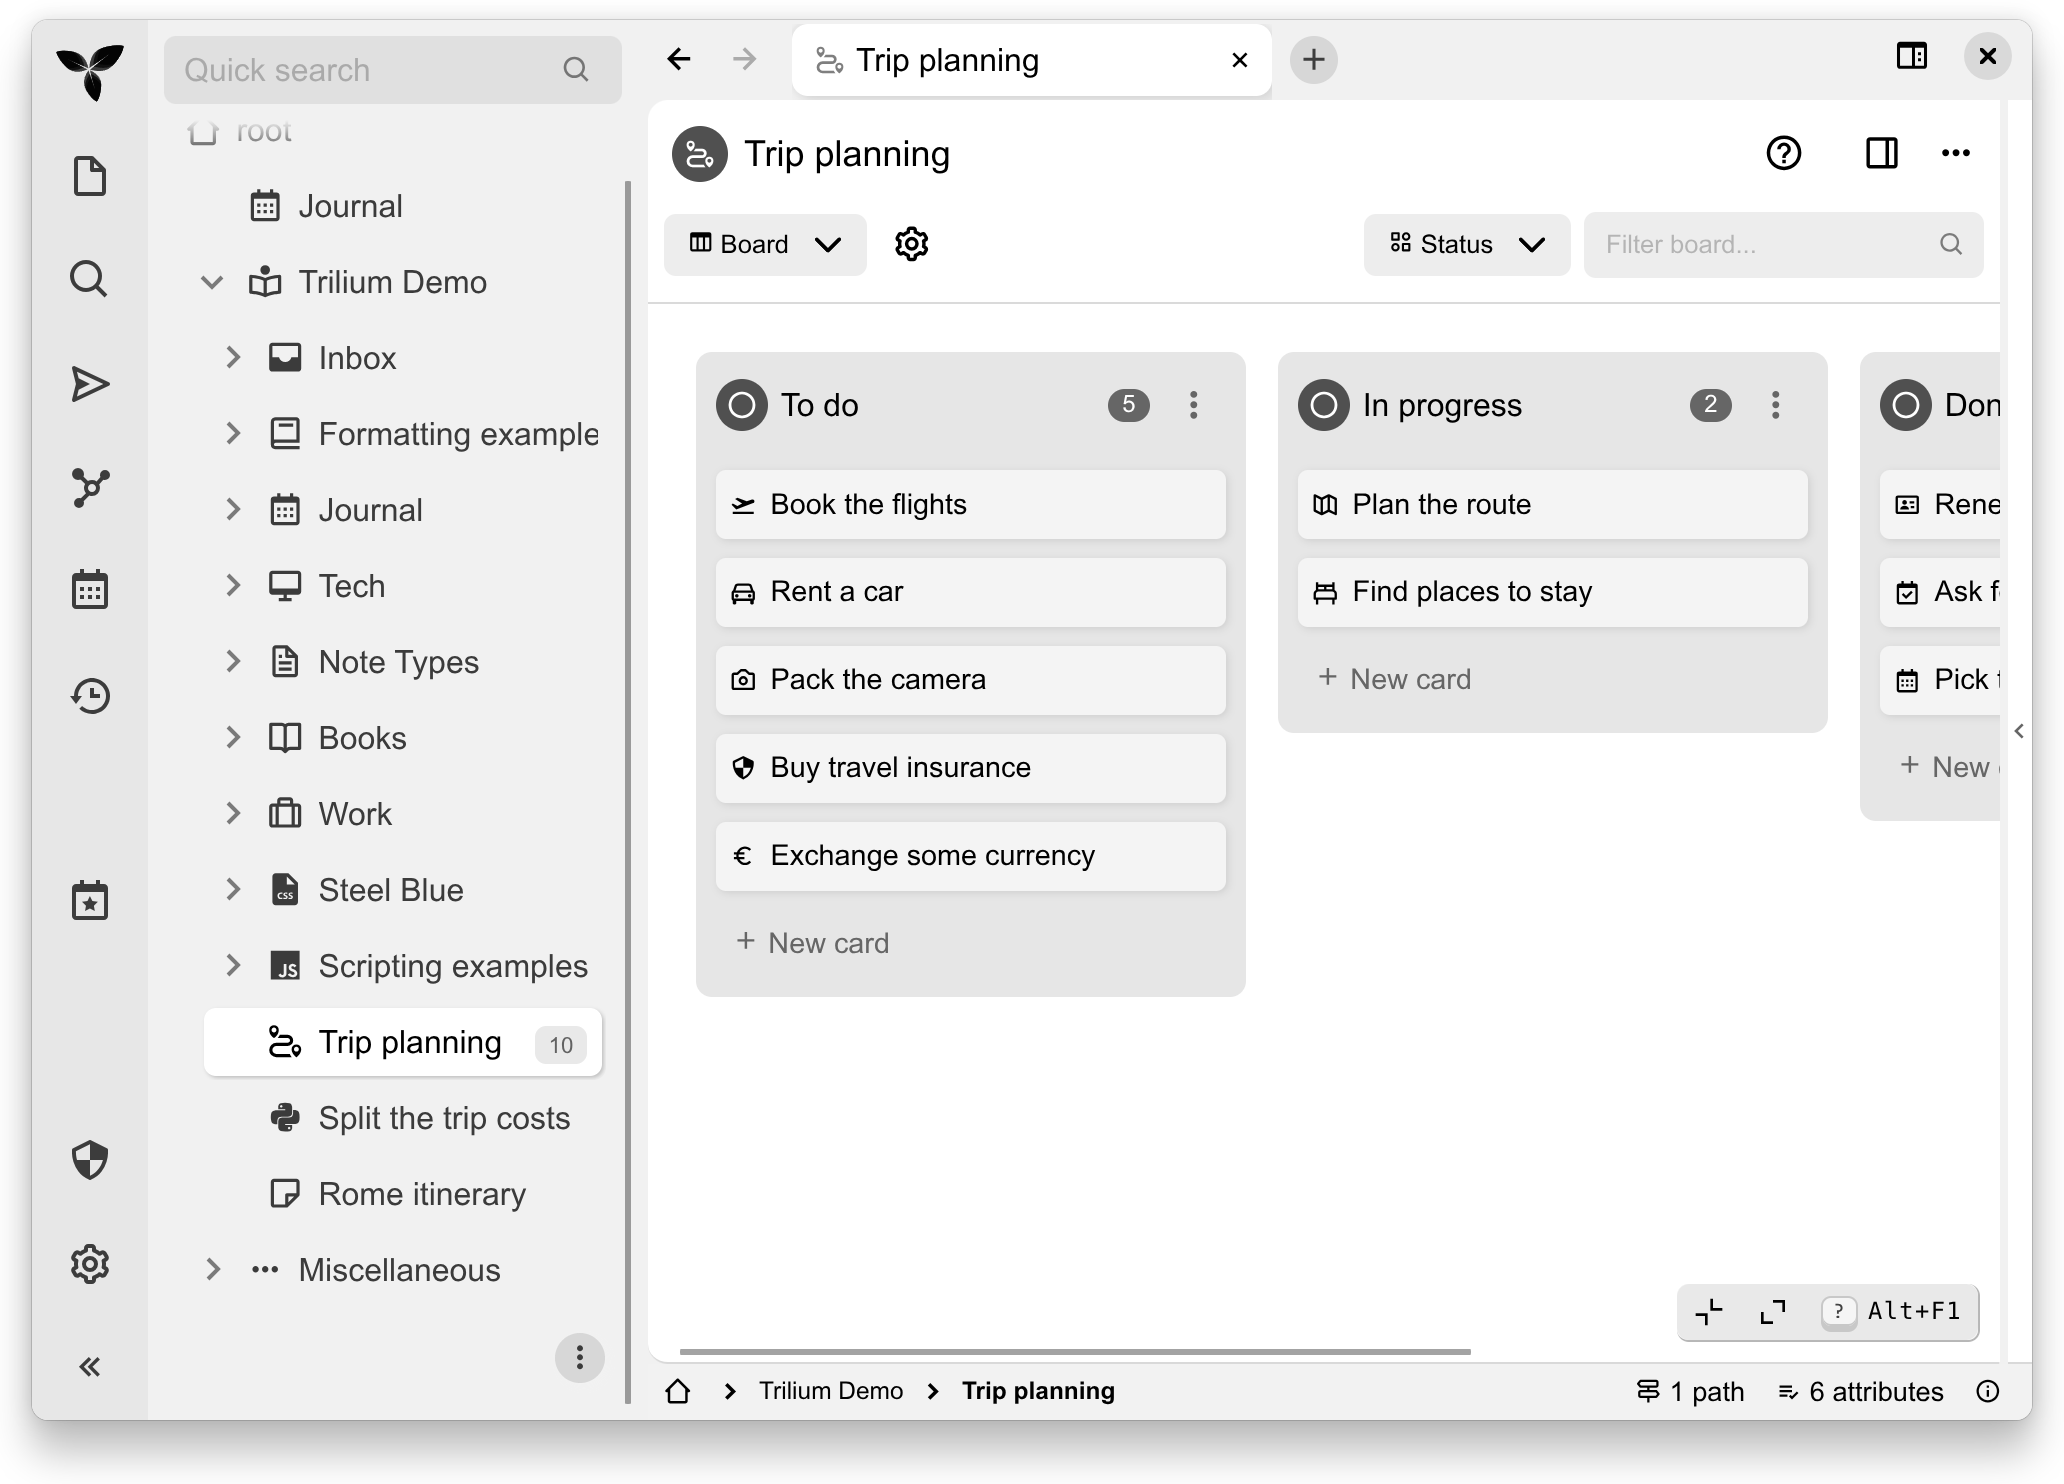 Quick search
root
Journal
Trilium Demo
Inbox
Formatting example
Journal
Tech
Note Types
Books
Work
Steel Blue
Scripting examples
Trip planning 10
Split the trip costs
Rome itinerary
Miscellaneous
Trip planning
Trip planning
Board
Status
Filter board...
To do 5
Book the flights
Rent a car
Pack the camera
Buy travel insurance
Exchange some currency
+ New card
In progress 2
Plan the route
Find places to stay
+ New card
Don
Rene
Ask f
Pick t
+ New
? Alt+F1
Trilium Demo > Trip planning
1 path
6 attributes